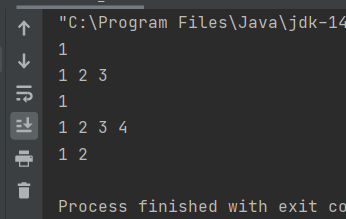 "C:\Program Files\Java\jdk-14
1
1 2 3
1
1 2 3 4
1 2
Process finished with exit co